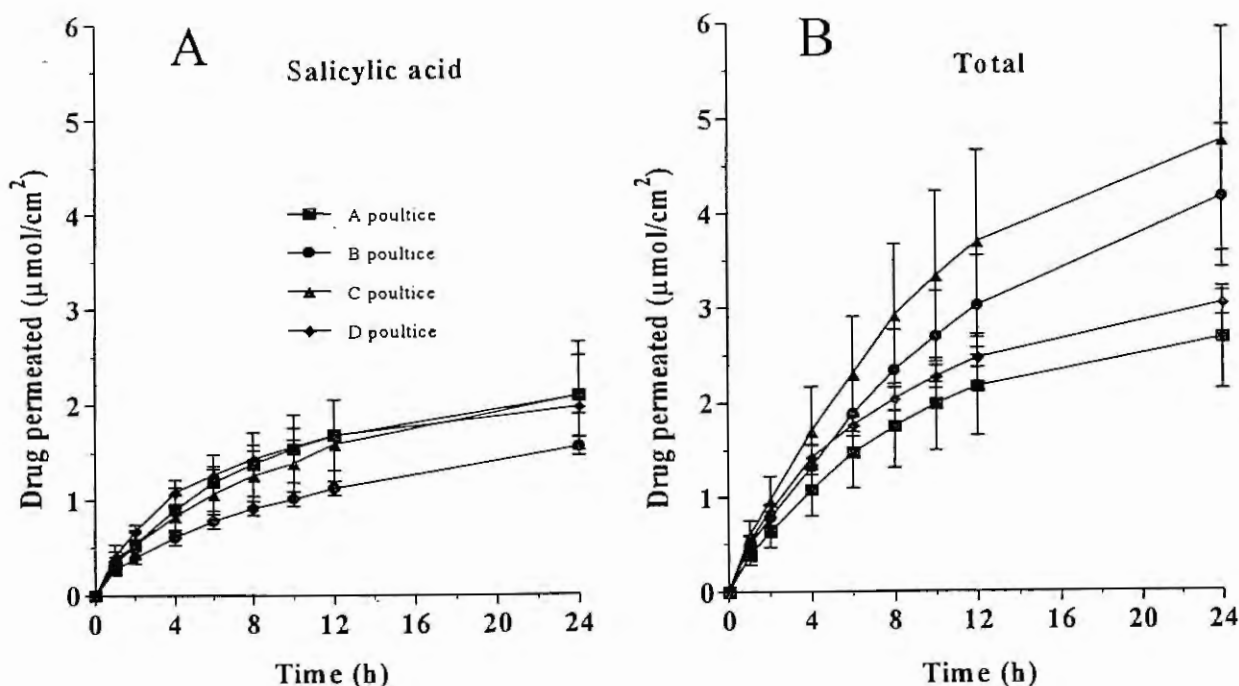 A
Salicylic acid
Drug permeated (μmol/cm²)
6
5
4
3
2
1
0
A poultice
B poultice
C poultice
D poultice
0 4 8 12 16 20 24
Time (h)
B
Total
Drug permeated (μmol/cm²)
6
5
4
3
2
1
0
0 4 8 12 16 20 24
Time (h)